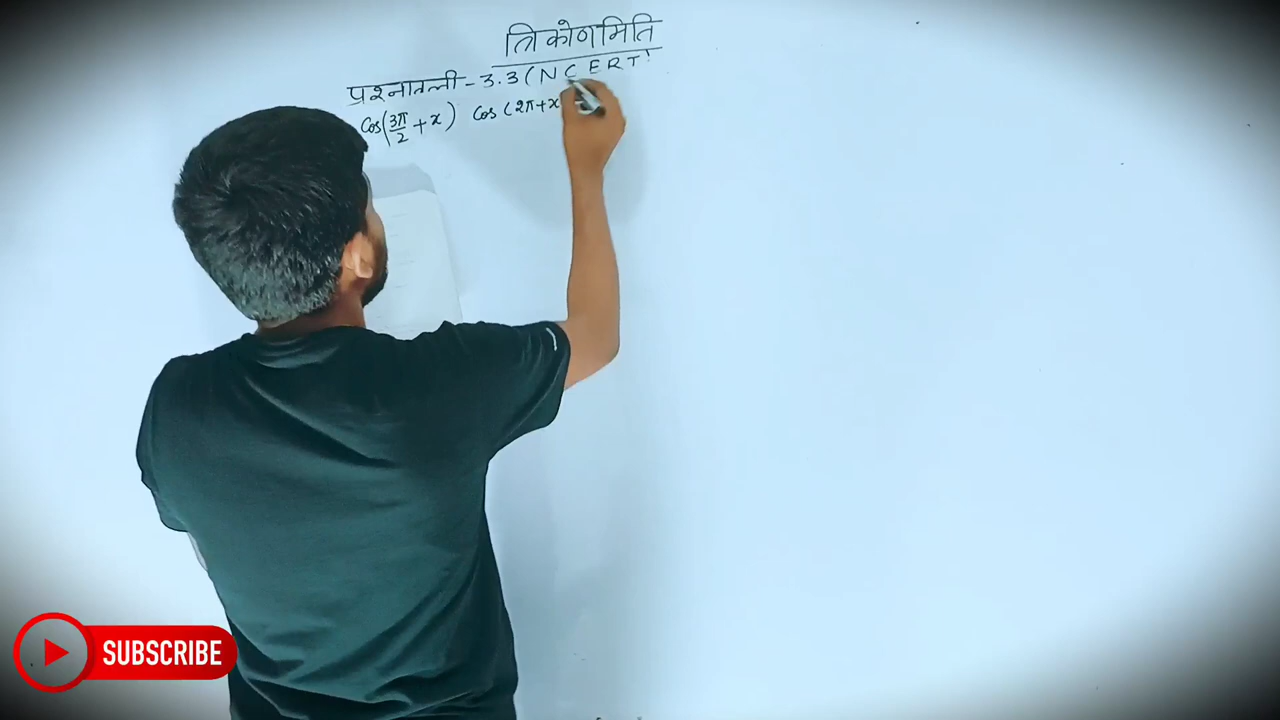 त्रिकोणमिति
प्रश्नावली - 3.3 (NCERT)
Cos(3π/2 + x) Cos(2π+x
SUBSCRIBE